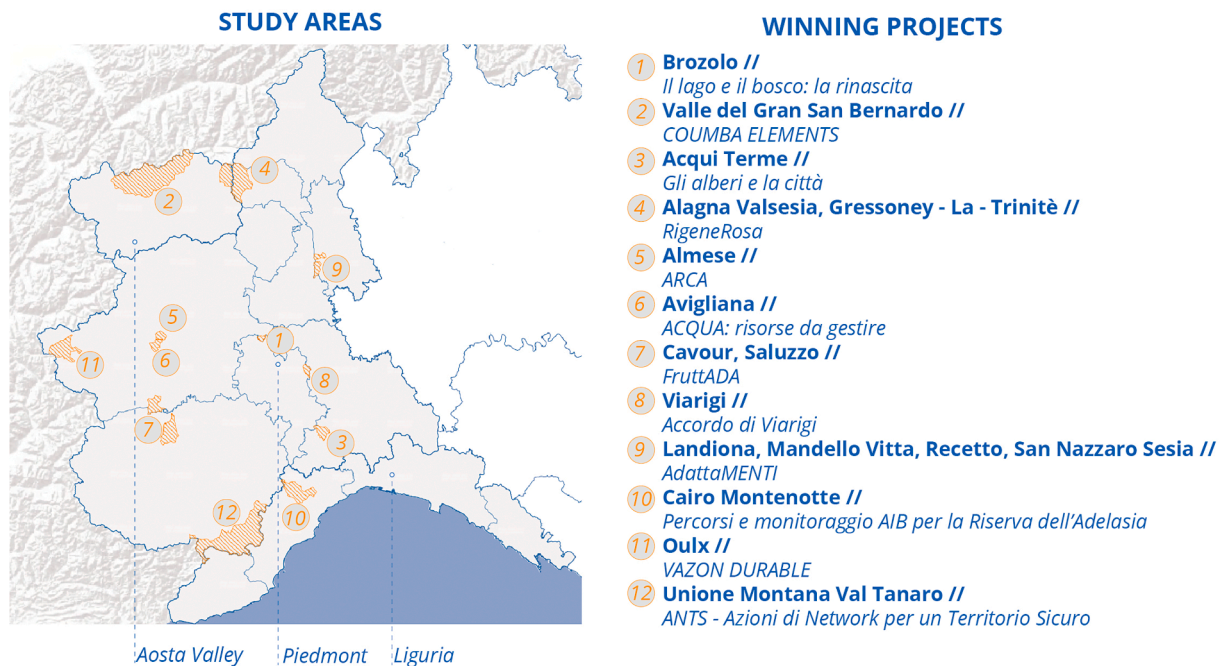 STUDY AREAS
2
4
9
5
6
11
1
8
7
3
12
10
Aosta Valley
Piedmont
Liguria
WINNING PROJECTS
1 Brozolo //
Il lago e il bosco: la rinascita
2 Valle del Gran San Bernardo //
COUMBA ELEMENTS
3 Acqui Terme //
Gli alberi e la città
4 Alagna Valsesia, Gressoney - La - Trinitè //
RigeneRosa
5 Almese //
ARCA
6 Avigliana //
ACQUA: risorse da gestire
7 Cavour, Saluzzo //
FruttADA
8 Viarigi //
Accordo di Viarigi
9 Landiona, Mandello Vitta, Recetto, San Nazzaro Sesia //
AdattaMENTI
10 Cairo Montenotte //
Percorsi e monitoraggio AIB per la Riserva dell’Adelasia
11 Oulx //
VAZON DURABLE
12 Unione Montana Val Tanaro //
ANTS - Azioni di Network per un Territorio Sicuro